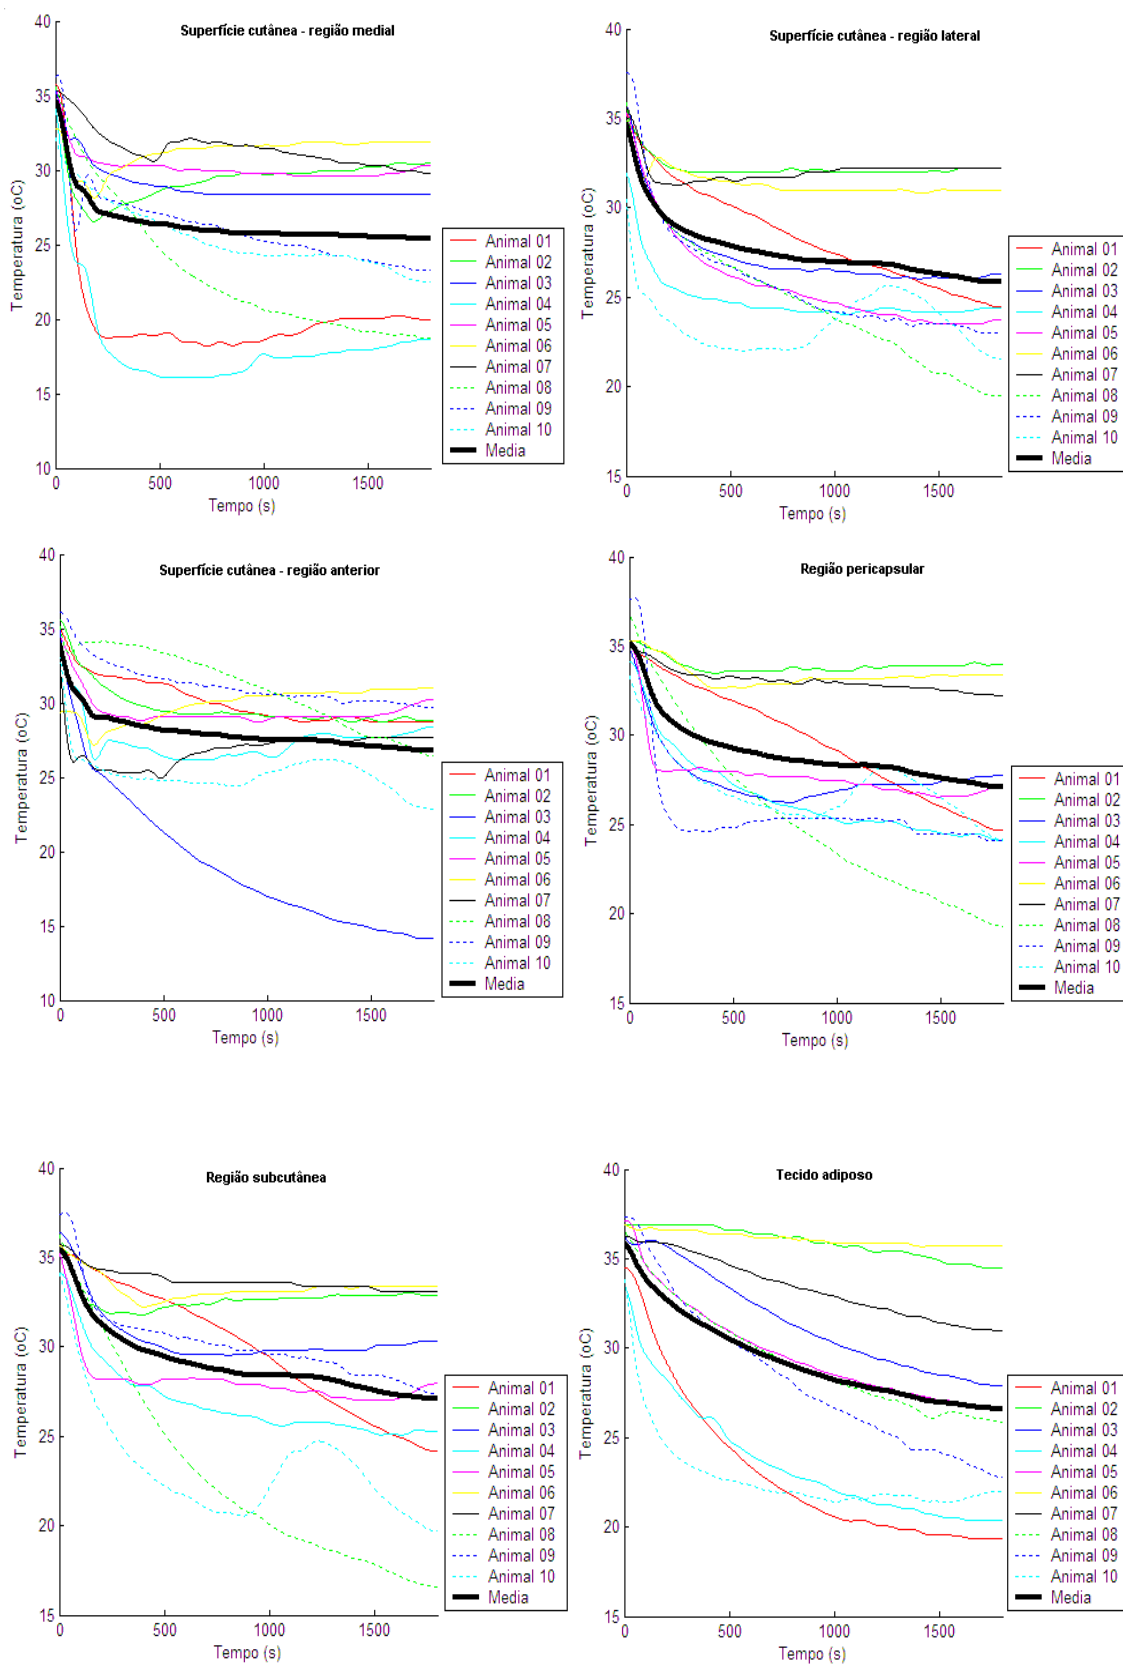 Superfície cutânea - região medial
Temperatura (oC)
40
35
30
25
20
15
10
0
500
1000
1500
Tempo (s)
Animal 01
Animal 02
Animal 03
Animal 04
Animal 05
Animal 06
Animal 07
Animal 08
Animal 09
Animal 10
Media
Superfície cutânea - região lateral
Temperatura (oC)
40
35
30
25
20
15
0
500
1000
1500
Tempo (s)
Animal 01
Animal 02
Animal 03
Animal 04
Animal 05
Animal 06
Animal 07
Animal 08
Animal 09
Animal 10
Media
Superfície cutânea - região anterior
Temperatura (oC)
40
35
30
25
20
15
10
0
500
1000
1500
Tempo (s)
Animal 01
Animal 02
Animal 03
Animal 04
Animal 05
Animal 06
Animal 07
Animal 08
Animal 09
Animal 10
Media
Região pericapsular
Temperatura (oC)
40
35
30
25
20
15
0
500
1000
1500
Tempo (s)
Animal 01
Animal 02
Animal 03
Animal 04
Animal 05
Animal 06
Animal 07
Animal 08
Animal 09
Animal 10
Media
Região subcutânea
Temperatura (oC)
40
35
30
25
20
15
0
500
1000
1500
Tempo (s)
Animal 01
Animal 02
Animal 03
Animal 04
Animal 05
Animal 06
Animal 07
Animal 08
Animal 09
Animal 10
Media
Tecido adiposo
Temperatura (oC)
40
35
30
25
20
15
0
500
1000
1500
Tempo (s)
Animal 01
Animal 02
Animal 03
Animal 04
Animal 05
Animal 06
Animal 07
Animal 08
Animal 09
Animal 10
Media